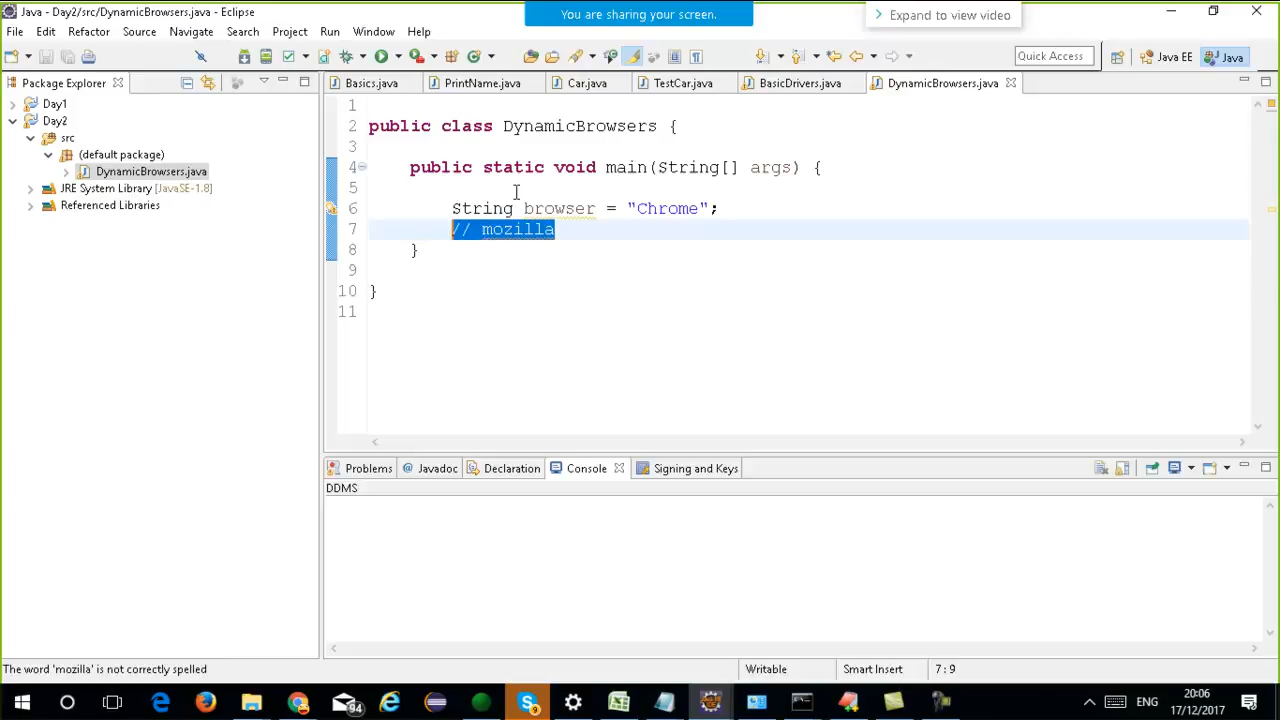 Java - Day2/src/DynamicBrowsers.java - Eclipse
You are sharing your screen.
Expand to view video
File Edit Refactor Source Navigate Search Project Run Window Help
Quick Access
Java EE
Java
Package Explorer
Basics.java
PrintName.java
Car.java
TestCar.java
BasicDrivers.java
DynamicBrowsers.java
Day1
Day2
src
(default package)
DynamicBrowsers.java
JRE System Library [JavaSE-1.8]
Referenced Libraries
1
2 public class DynamicBrowsers {
3
4 public static void main(String[] args) {
5
6 String browser = "Chrome";
7 // mozilla
8 }
9
10 }
11
Problems
Javadoc
Declaration
Console
Signing and Keys
DDMS
The word 'mozilla' is not correctly spelled
Writable
Smart Insert
7 : 9
94
9
ENG
20:06
17/12/2017